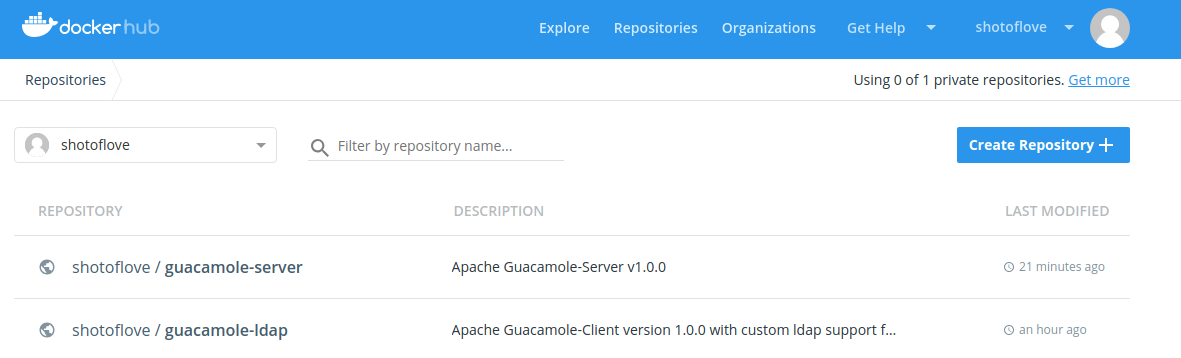 docker hub
Explore Repositories Organizations Get Help shotoflove
Repositories Using 0 of 1 private repositories. Get more
shotoflove Filter by repository name... Create Repository +
REPOSITORY DESCRIPTION LAST MODIFIED
shotoflove / guacamole-server Apache Guacamole-Server v1.0.0 21 minutes ago
shotoflove / guacamole-ldap Apache Guacamole-Client version 1.0.0 with custom ldap support f... an hour ago